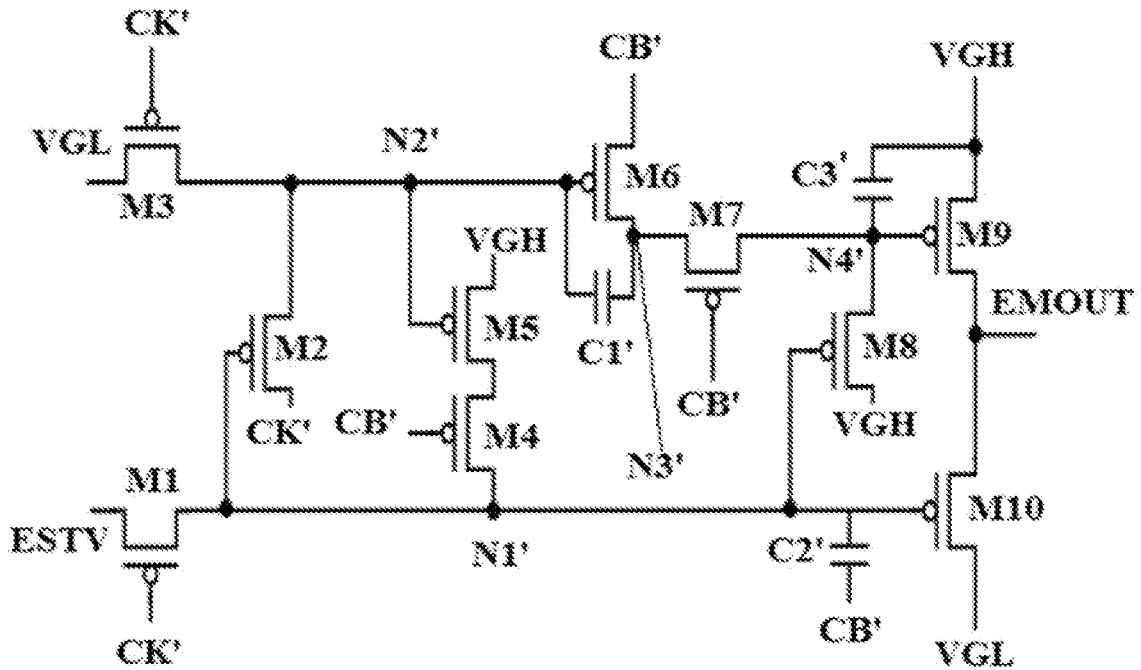 CK'
CB'
VGH
VGL
N2'
C3'
M6
M3
M7
VGH
N4'
M9
EMOUT
M5
M2
C1'
M8
CB'
CK'
CB'
M4
VGH
N3'
M1
M10
ESTV
N1'
C2'
CK'
CB'
VGL